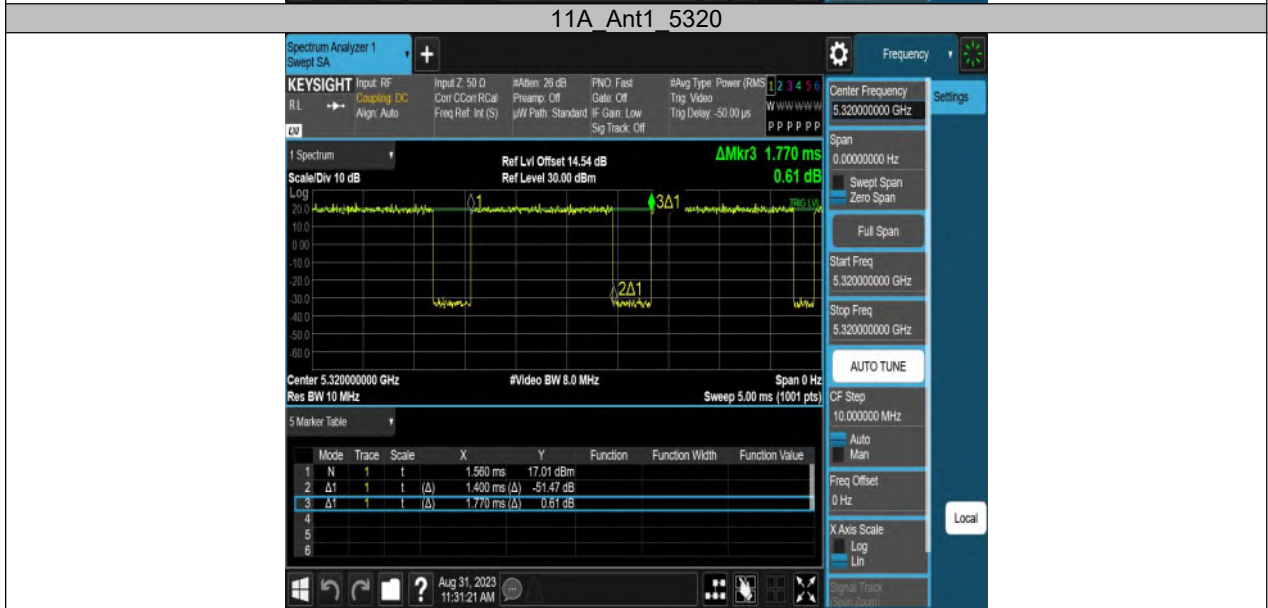 11A_Ant1_5320
Spectrum Analyzer 1
Swept SA
+
Frequency
KEYSIGHT Input: RF Input Z: 50 Ω #Atten: 26 dB PNO: Fast #Avg Type: Power (RMS 1 2 3 4 5 6
RL Coupling: DC Corr CCorr RCal Preamp: Off Gate: Off Trig: Video W W W W W W
Align: Auto Freq Ref: Int (S) µW Path: Standard IF Gain: Low Trig Delay: -50.00 µs
Sig Track: Off P P P P P P
LXI
1 Spectrum
Ref Lvl Offset 14.54 dB
ΔMkr3 1.770 ms
Scale/Div 10 dB
Ref Level 30.00 dBm
0.61 dB
Log
1
3Δ1
TRIG LVL
20.0
10.0
0.00
-10.0
-20.0
2Δ1
-30.0
-40.0
-50.0
-60.0
Center 5.320000000 GHz #Video BW 8.0 MHz Span 0 Hz
Res BW 10 MHz Sweep 5.00 ms (1001 pts)
5 Marker Table
Mode Trace Scale X Y Function Function Width Function Value
1 N 1 t 1.560 ms 17.01 dBm
2 Δ1 1 t (Δ) 1.400 ms (Δ) -51.47 dB
3 Δ1 1 t (Δ) 1.770 ms (Δ) 0.61 dB
4
5
6
?
Aug 31, 2023
11:31:21 AM
Center Frequency
5.320000000 GHz
Settings
Span
0.00000000 Hz
Swept Span
Zero Span
Full Span
Start Freq
5.320000000 GHz
Stop Freq
5.320000000 GHz
AUTO TUNE
CF Step
10.000000 MHz
Auto
Man
Freq Offset
0 Hz
X Axis Scale
Log
Lin
Local
Signal Track
(Span Zoom)